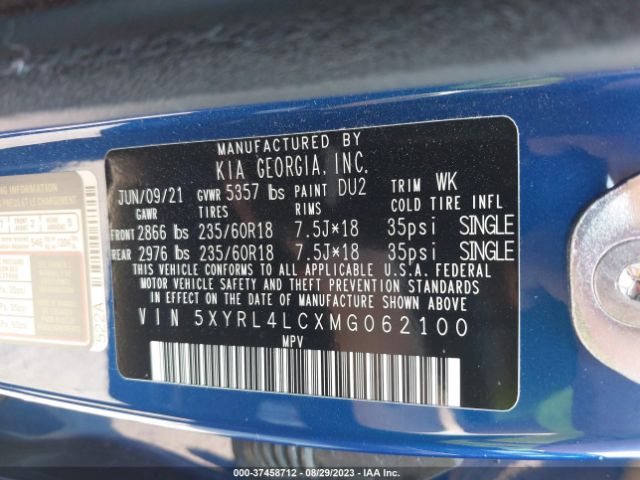 MANUFACTURED BY
KIA GEORGIA, INC.
JUN/09/21 GVWR 5357 lbs PAINT DU2 TRIM WK
GAWR TIRES RIMS COLD TIRE INFL
FRONT 2866 lbs 235/60R18 7.5J×18 35psi SINGLE
REAR 2976 lbs 235/60R18 7.5J×18 35psi SINGLE
THIS VEHICLE CONFORMS TO ALL APPLICABLE U.S.A. FEDERAL
MOTOR VEHICLE SAFETY AND THEFT PREVENTION STANDARDS
IN EFFECT ON THE DATE OF MANUFACTURE SHOWN ABOVE.
VIN 5XYRL4LCXMG062100
MPV
000-37458712 - 08/29/2023 - IAAI.COM